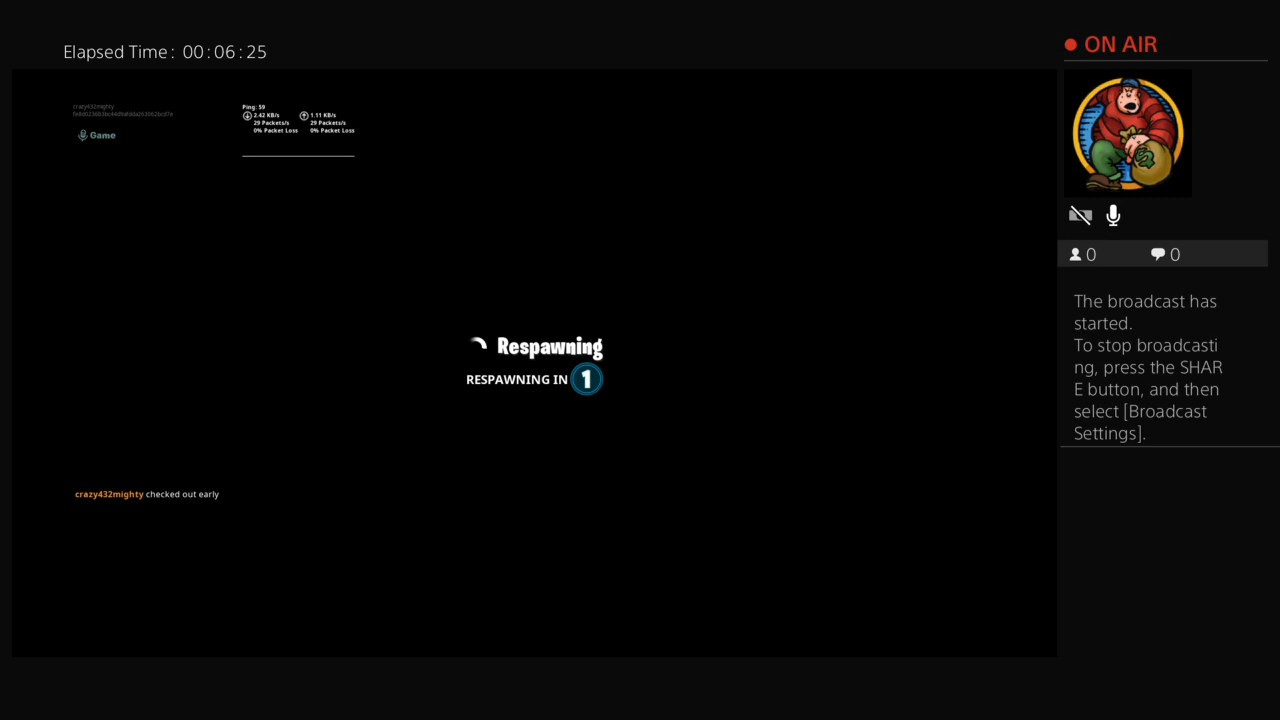 Elapsed Time: 00:06:25
ON AIR
crazy432mighty
Ping: 59
2.42 KB/s
1.11 KB/s
29 Packets/s
29 Packets/s
0% Packet Loss
0% Packet Loss
Game
0
0
The broadcast has
started.
To stop broadcasti
ng, press the SHAR
E button, and then
select [Broadcast
Settings].
Respawning
RESPAWNING IN 1
crazy432mighty checked out early